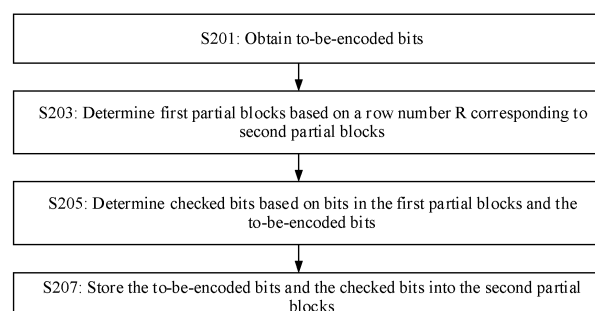 S201: Obtain to-be-encoded bits
S203: Determine first partial blocks based on a row number R corresponding to
second partial blocks
S205: Determine checked bits based on bits in the first partial blocks and the
to-be-encoded bits
S207: Store the to-be-encoded bits and the checked bits into the second partial
blocks